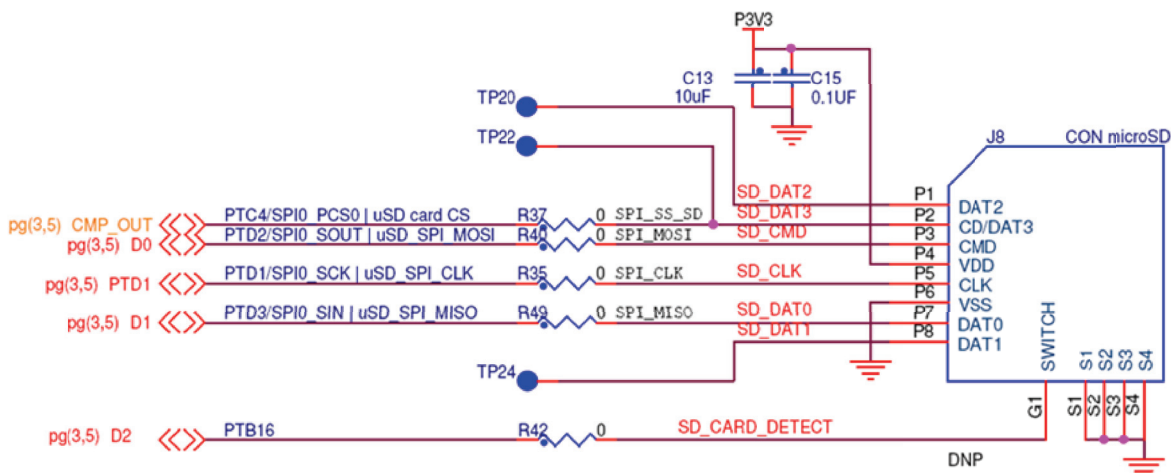 P3V3
C13
10uF
C15
0.1UF
TP20
TP22
J8
CON microSD
pg(3,5) CMP_OUT
PTC4/SPI0_PCS0 | uSD card CS
R37
0
SPI_SS_SD
SD_DAT2
SD_DAT3
P1
P2
DAT2
CD/DAT3
pg(3,5) D0
PTD2/SPI0_SOUT | uSD_SPI_MOSI
R40
0
SPI_MOSI
SD_CMD
P3
CMD
P4
VDD
pg(3,5) PTD1
PTD1/SPI0_SCK | uSD_SPI_CLK
R35
0
SPI_CLK
SD_CLK
P5
CLK
P6
VSS
pg(3,5) D1
PTD3/SPI0_SIN | uSD_SPI_MISO
R49
0
SPI_MISO
SD_DAT0
SD_DAT1
P7
P8
DAT0
DAT1
TP24
SWITCH
S1
S2
S3
S4
G1
S1
S2
S3
S4
pg(3,5) D2
PTB16
R42
0
SD_CARD_DETECT
DNP